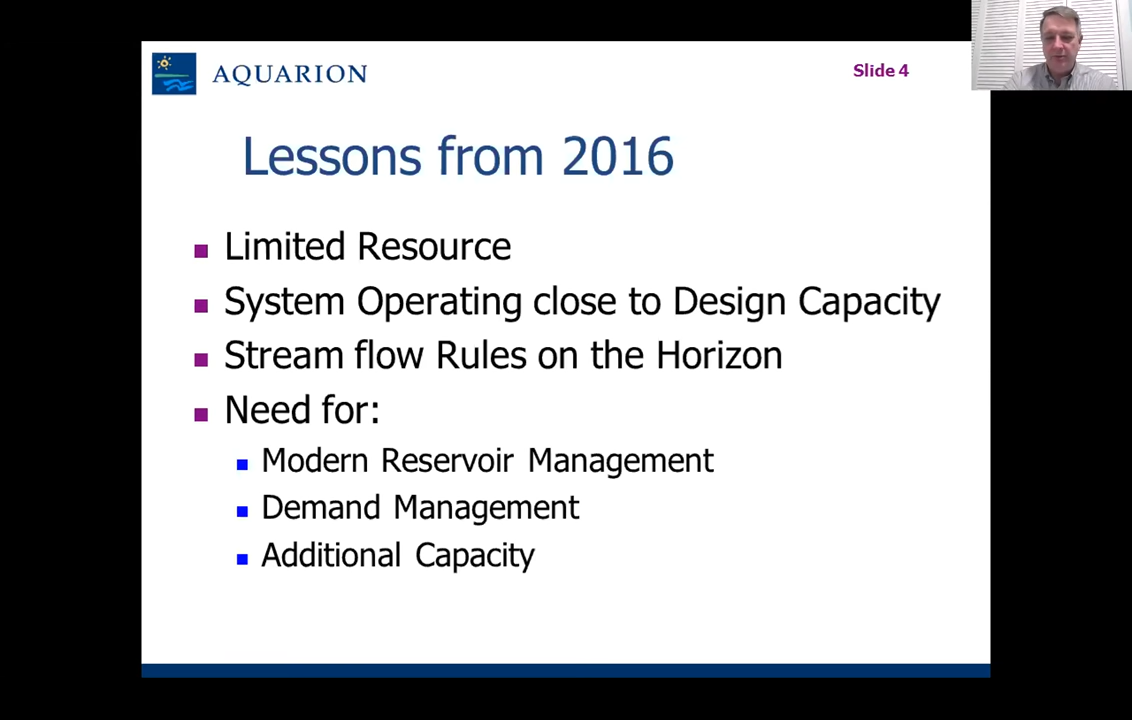 AQUARION
Slide 4
Lessons from 2016
Limited Resource
System Operating close to Design Capacity
Stream flow Rules on the Horizon
Need for:
Modern Reservoir Management
Demand Management
Additional Capacity